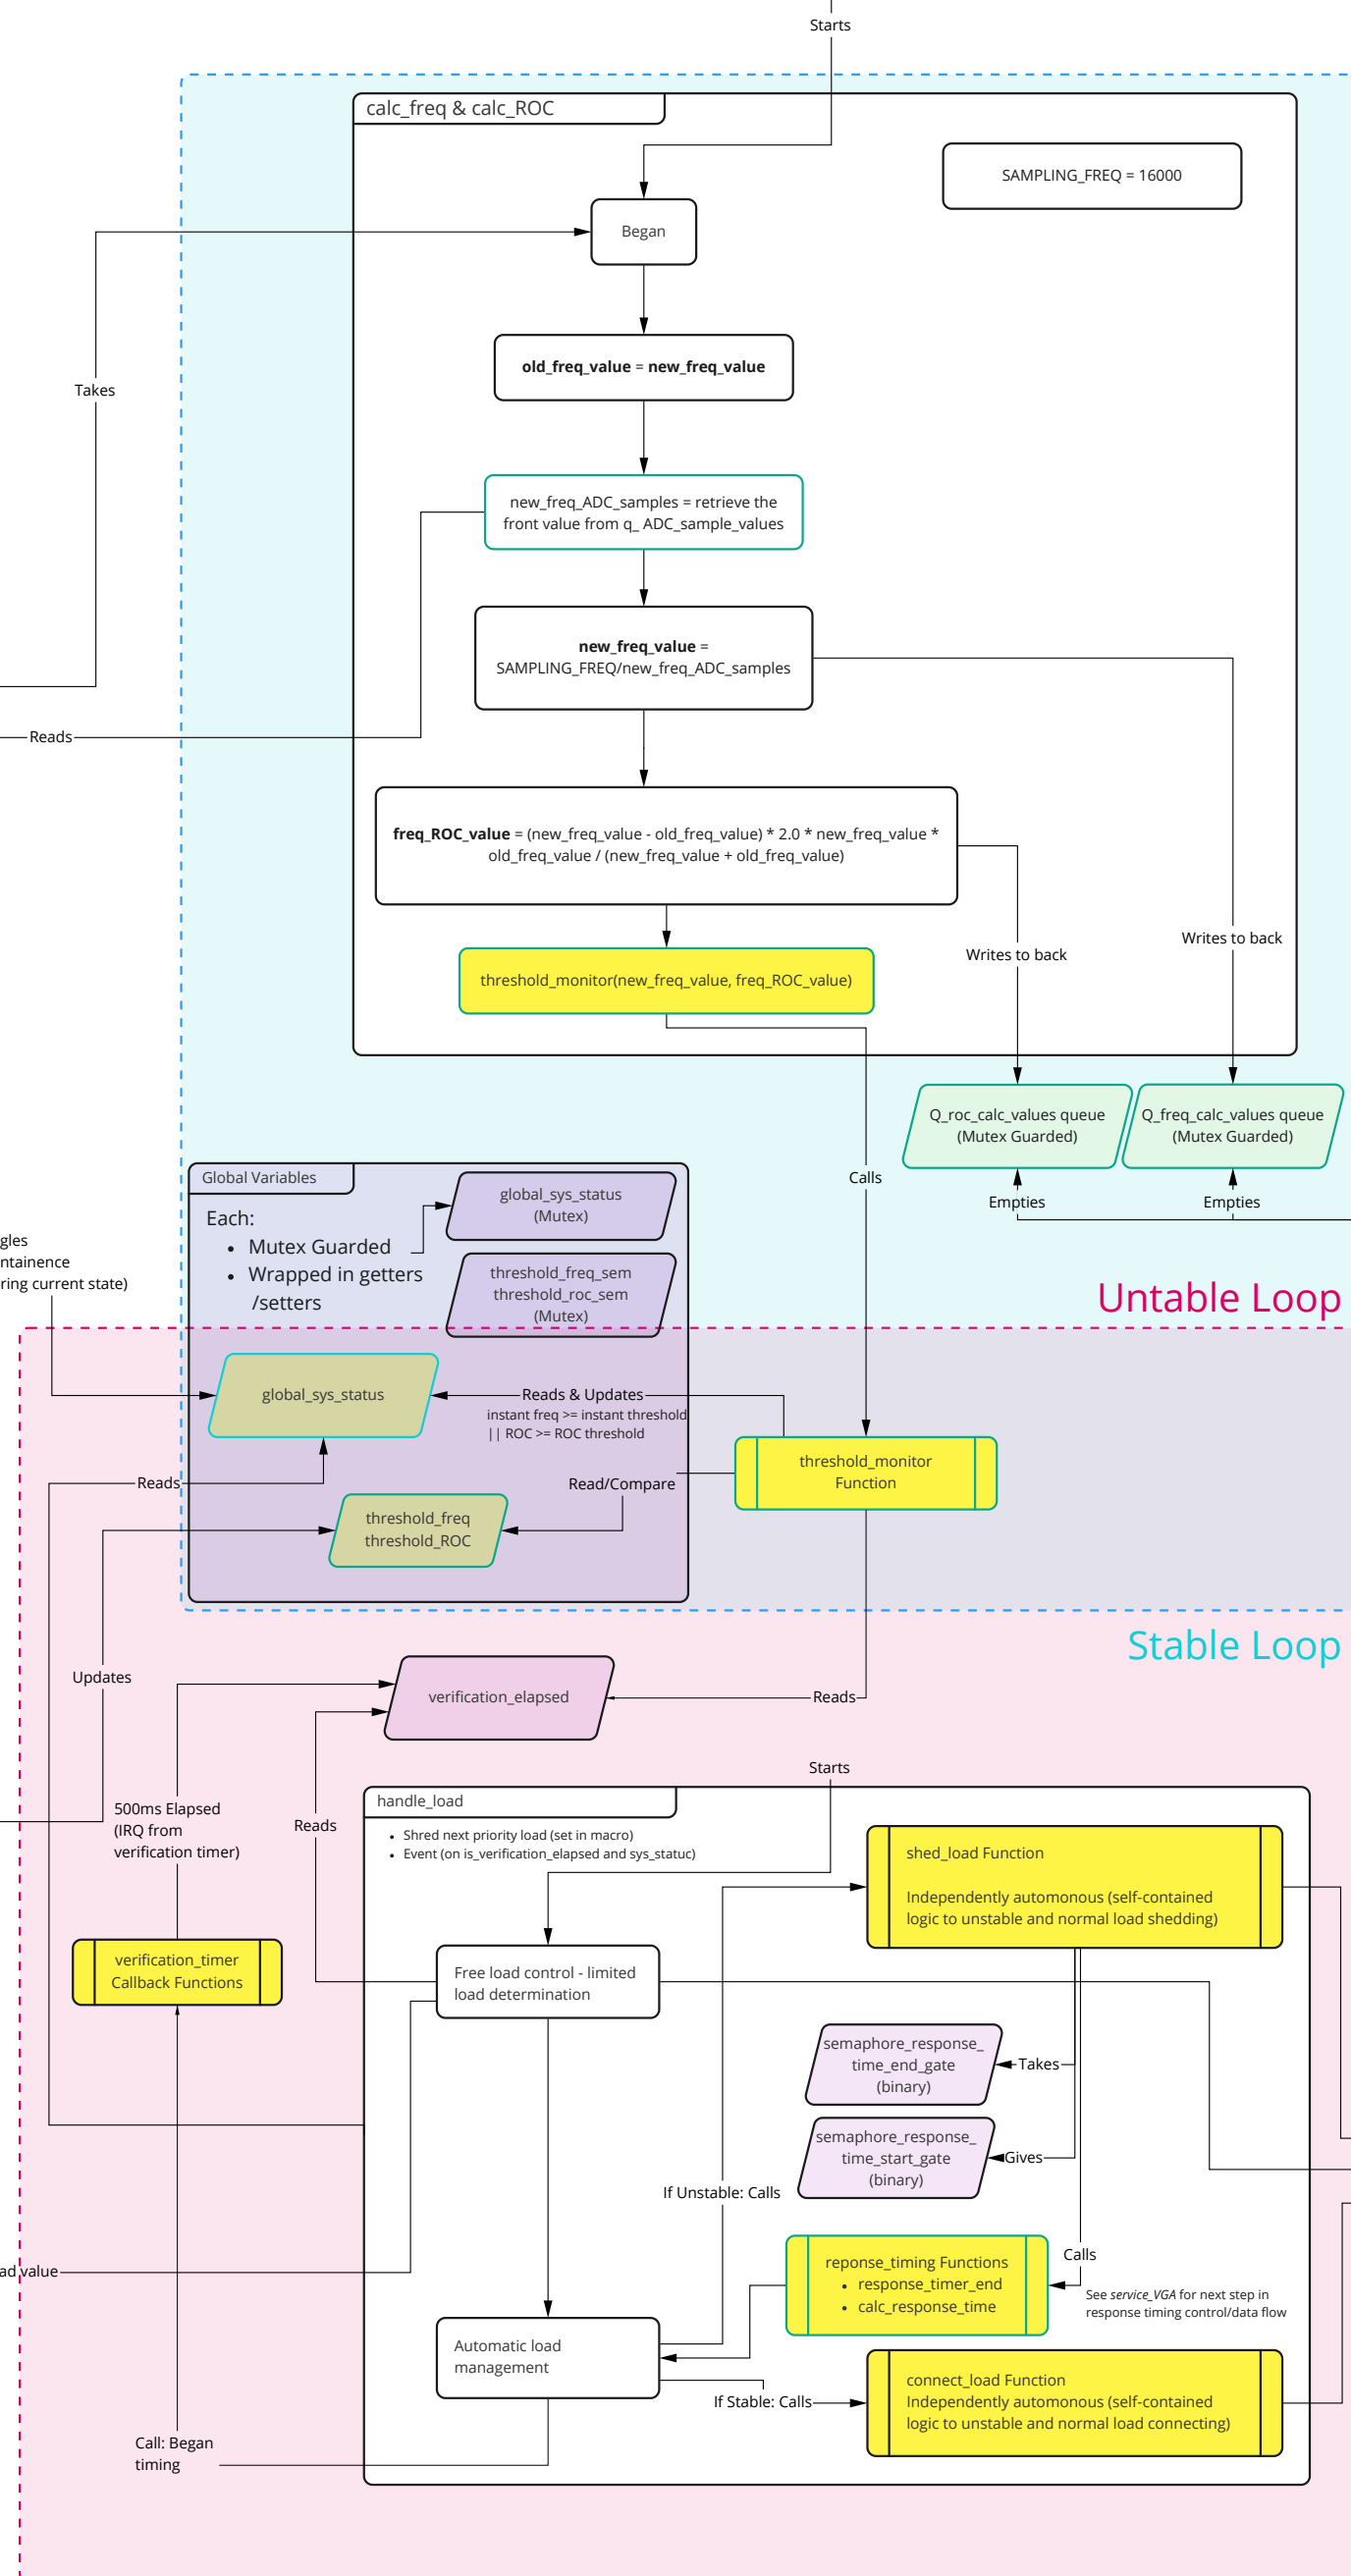 Starts
calc_freq & calc_ROC
SAMPLING_FREQ = 16000
Began
old_freq_value = new_freq_value
Takes
new_freq_ADC_samples = retrieve the
front value from q_ ADC_sample_values
new_freq_value =
SAMPLING_FREQ/new_freq_ADC_samples
Reads
freq_ROC_value = (new_freq_value - old_freq_value) * 2.0 * new_freq_value *
old_freq_value / (new_freq_value + old_freq_value)
Writes to back
Writes to back
threshold_monitor(new_freq_value, freq_ROC_value)
Q_roc_calc_values queue
(Mutex Guarded)
Q_freq_calc_values queue
(Mutex Guarded)
Calls
Empties
Empties
Global Variables
Each:
• Mutex Guarded
• Wrapped in getters
/setters
global_sys_status
(Mutex)
threshold_freq_sem
threshold_roc_sem
(Mutex)
gles
ntainence
ring current state)
Untable Loop
global_sys_status
Reads & Updates
instant freq >= instant threshold
|| ROC >= ROC threshold
threshold_monitor
Function
Reads
Read/Compare
threshold_freq
threshold_ROC
Stable Loop
Updates
verification_elapsed
Reads
Starts
500ms Elapsed
(IRQ from
verification timer)
Reads
handle_load
• Shred next priority load (set in macro)
• Event (on is_verification_elapsed and sys_statuc)
shed_load Function
Independently automonous (self-contained
logic to unstable and normal load shedding)
verification_timer
Callback Functions
Free load control - limited
load determination
semaphore_response_
time_end_gate
(binary)
Takes
semaphore_response_
time_start_gate
(binary)
Gives
If Unstable: Calls
Calls
ad value
reponse_timing Functions
• response_timer_end
• calc_response_time
See service_VGA for next step in
response timing control/data flow
Automatic load
management
If Stable: Calls
connect_load Function
Independently automonous (self-contained
logic to unstable and normal load connecting)
Call: Began
timing